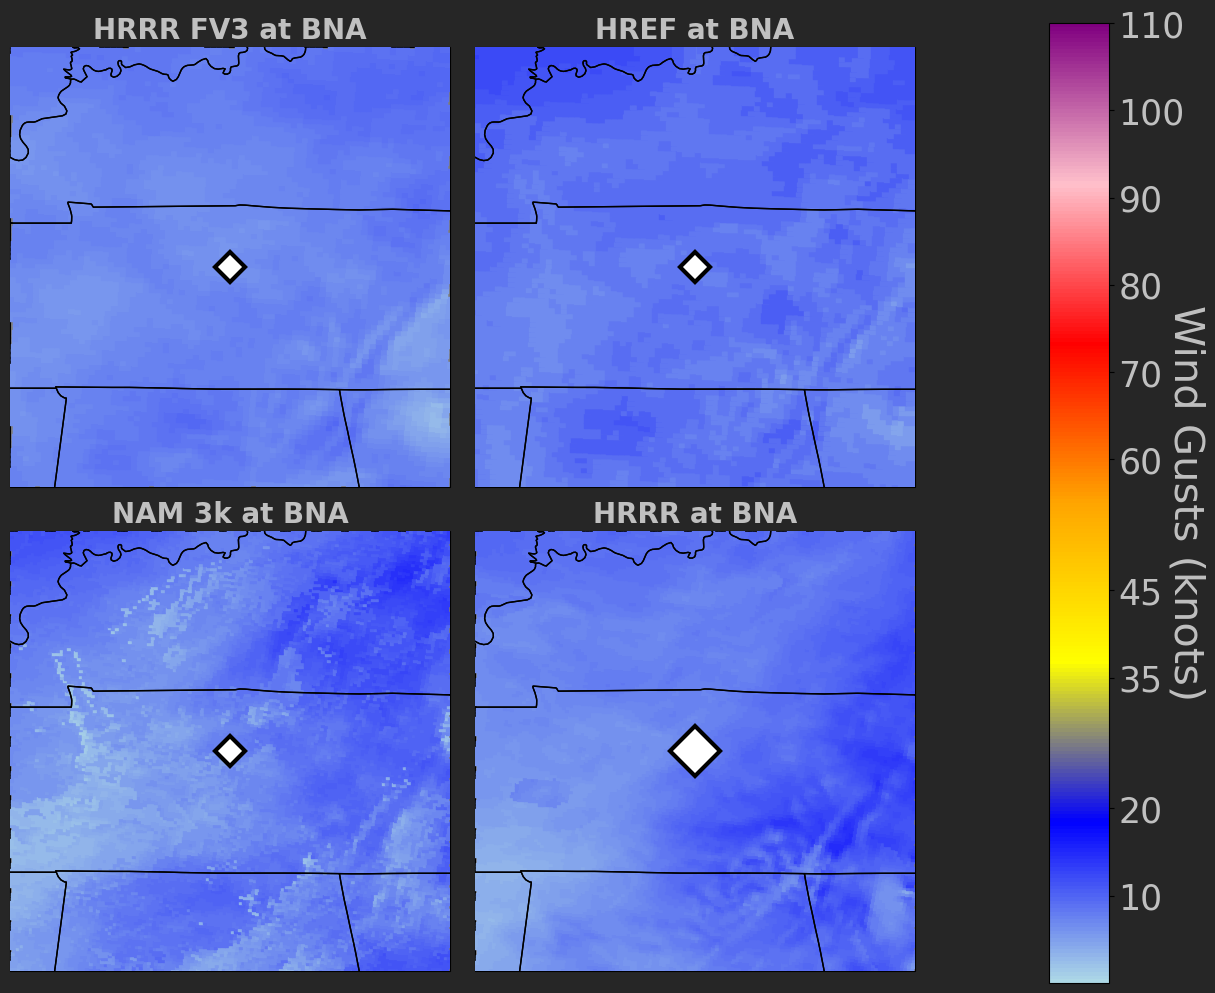 HRRR FV3 at BNA
HREF at BNA
NAM 3k at BNA
HRRR at BNA
110
100
90
80
70
60
45
35
20
10
Wind Gusts (knots)